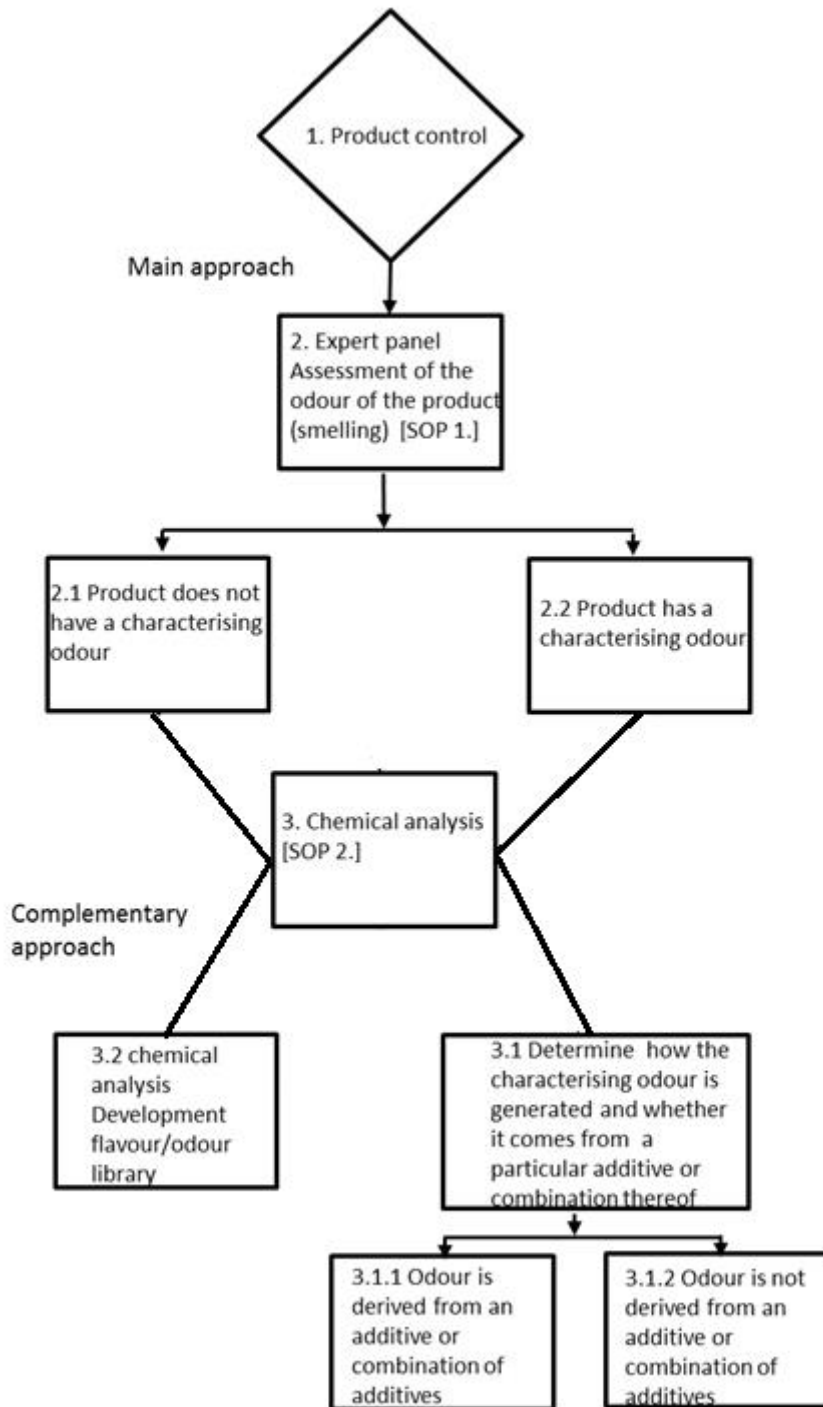 1. Product control
Main approach
2. Expert panel
Assessment of the
odour of the product
(smelling) [SOP 1.]
2.1 Product does not
have a characterising
odour
2.2 Product has a
characterising odour
3. Chemical analysis
[SOP 2.]
Complementary
approach
3.2 chemical
analysis
Development
flavour/odour
library
3.1 Determine how the
characterising odour is
generated and whether
it comes from a
particular additive or
combination thereof
3.1.1 Odour is
derived from an
additive or
combination of
additives
3.1.2 Odour is not
derived from an
additive or
combination of
additives